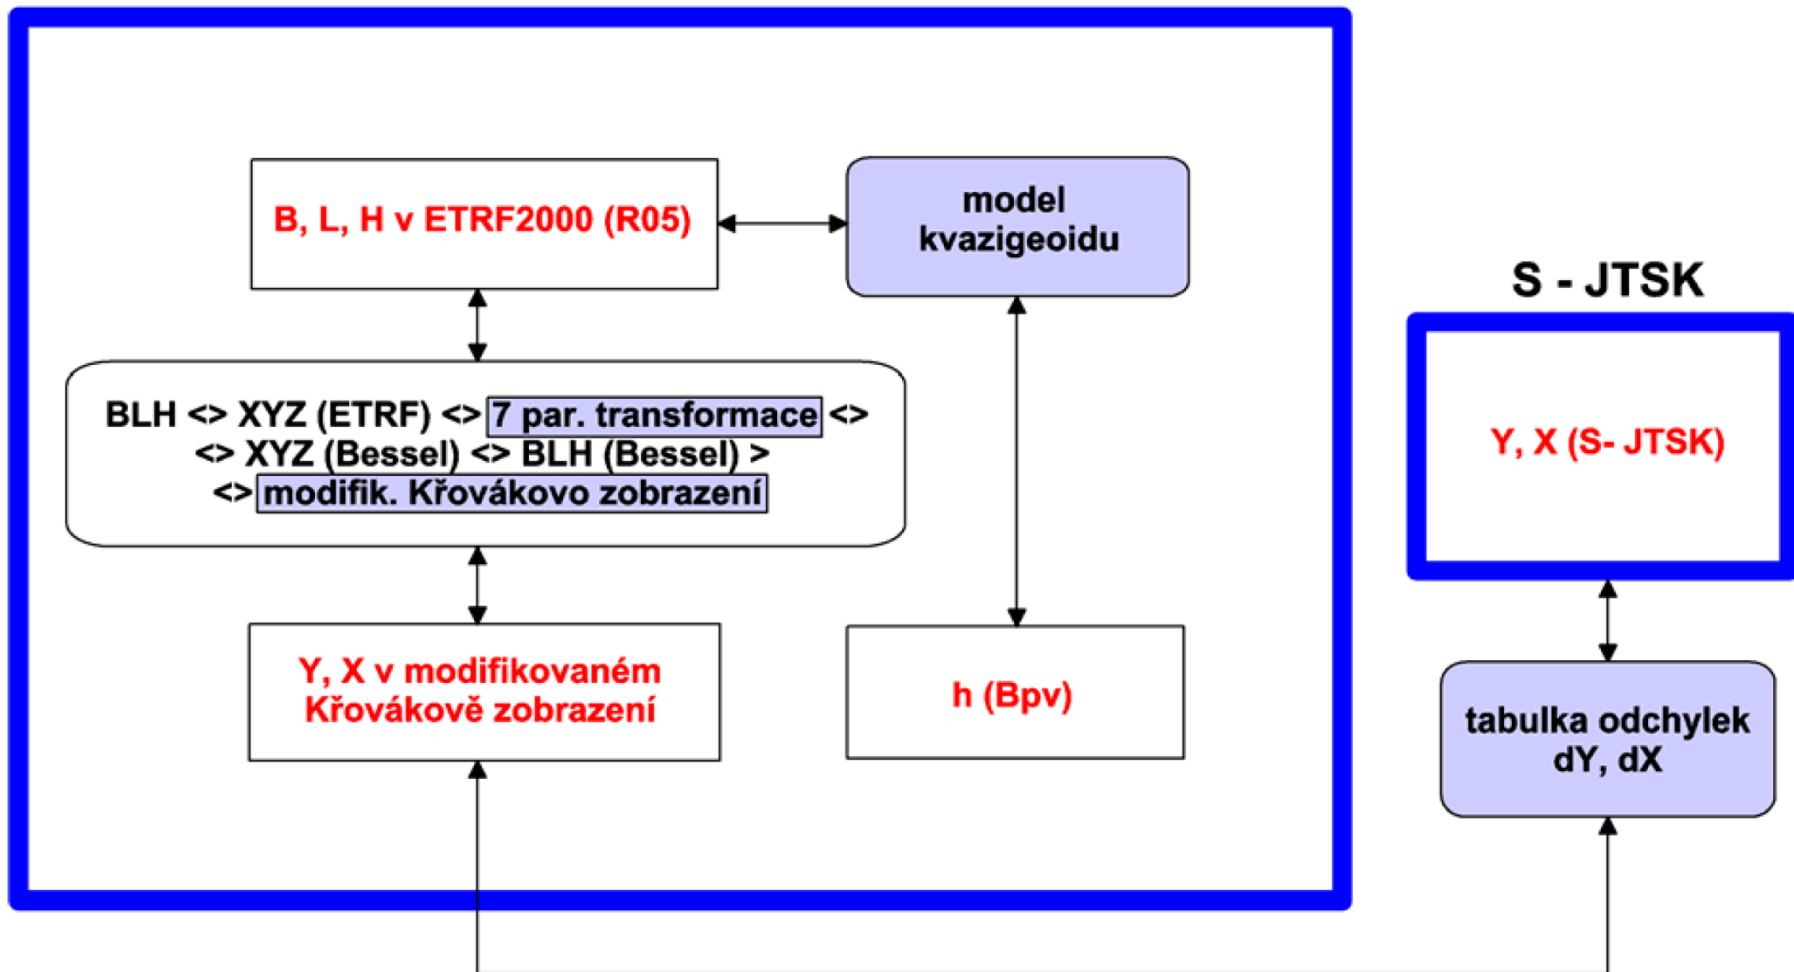 B, L, H v ETRF2000 (R05)
model
kvazigeoidu
BLH <> XYZ (ETRF) <> 7 par. transformace <>
<> XYZ (Bessel) <> BLH (Bessel) >
<> modifik. Křovákovo zobrazení
Y, X v modifikovaném
Křovákově zobrazení
h (Bpv)
S - JTSK
Y, X (S- JTSK)
tabulka odchylek
dY, dX